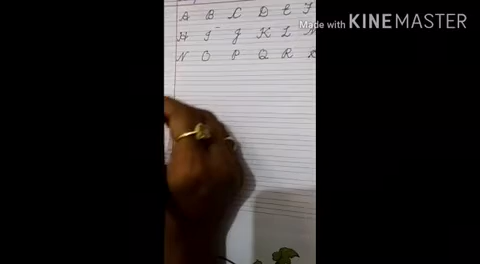 Made with KINEMASTER
A B C D E F
H I J K L M
N O P Q R